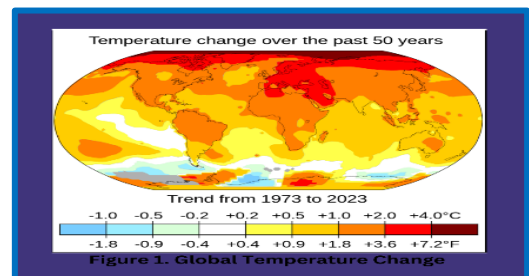 Temperature change over the past 50 years
Trend from 1973 to 2023
-1.0 -0.5 -0.2 +0.2 +0.5 +1.0 +2.0 +4.0°C
-1.8 -0.9 -0.4 +0.4 +0.9 +1.8 +3.6 +7.2°F
Figure 1. Global Temperature Change